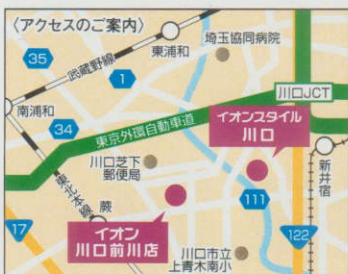 〈アクセスのご案内〉
東浦和
埼玉協同病院
35
武蔵野線
1
川口JCT
南浦和
34
東京外環自動車道
イオンスタイル
川口
川口芝下
郵便局
新井宿
東北本線
蕨
111
17
イオン
川口前川店
122
川口市立
上青木南小